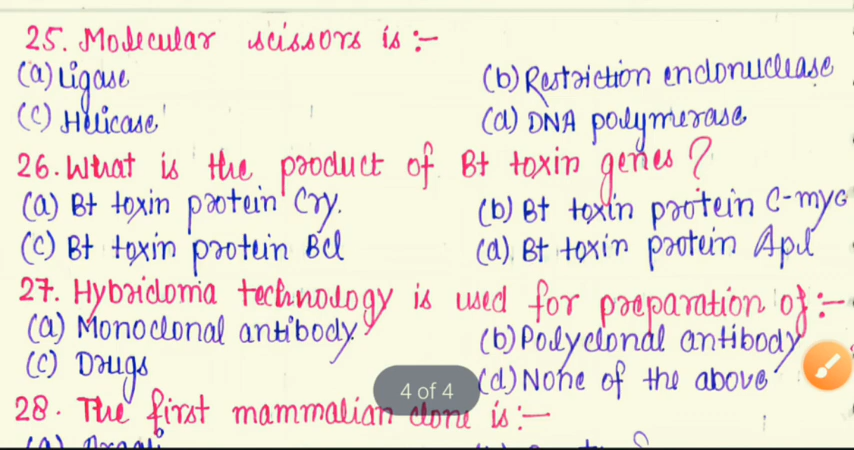 25. Molecular scissors is :-
(a) Ligase (b) Restriction endonuclease
(c) Helicase (d) DNA polymerase
26. What is the product of Bt toxin genes ?
(a) Bt toxin protein Cry. (b) Bt toxin protein C-myc
(c) Bt toxin protein Bcl (d) Bt toxin protein Apl
27. Hybridoma technology is used for preparation of :-
(a) Monoclonal antibody (b) Polyclonal antibody
(c) Drugs (d) None of the above
4 of 4
28. The first mammalian clone is :-
(a)